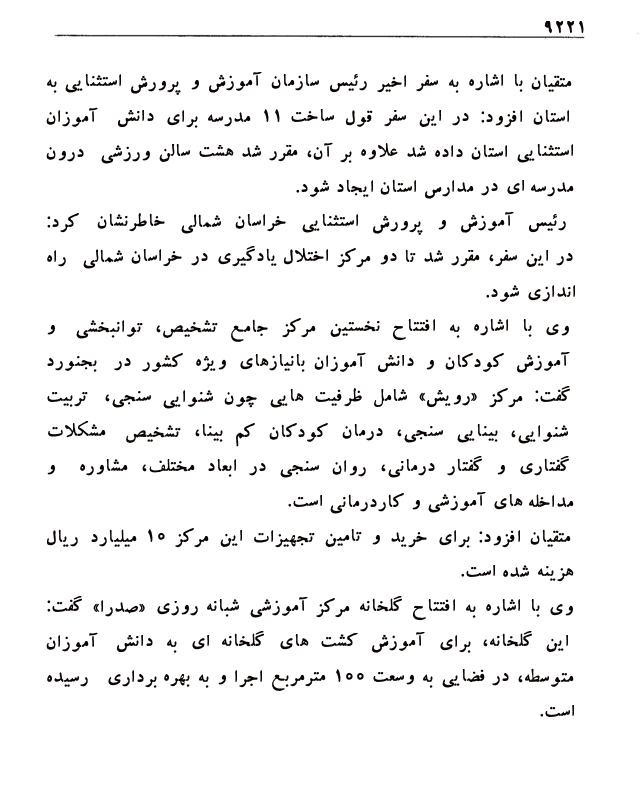 ۹۲۲۱
متقیان با اشاره به سفر اخیر رئیس سازمان آموزش و پرورش استثنایی به
استان افزود: در این سفر قول ساخت ۱۱ مدرسه برای دانش آموزان
استثنایی استان داده شد علاوه بر آن، مقرر شد هشت سالن ورزشی درون
مدرسه ای در مدارس استان ایجاد شود.
رئیس آموزش و پرورش استثنایی خراسان شمالی خاطرنشان کرد:
در این سفر، مقرر شد تا دو مرکز اختلال یادگیری در خراسان شمالی راه
اندازی شود.
وی با اشاره به افتتاح نخستین مرکز جامع تشخیص، توانبخشی و
آموزش کودکان و دانش آموزان بانیازهای ویژه کشور در بجنورد
گفت: مرکز «رویش» شامل ظرفیت هایی چون شنوایی سنجی، تربیت
شنوایی، بینایی سنجی، درمان کودکان کم بینا، تشخیص مشکلات
گفتاری و گفتار درمانی، روان سنجی در ابعاد مختلف، مشاوره و
مداخله های آموزشی و کاردرمانی است.
متقیان افزود: برای خرید و تامین تجهیزات این مرکز ۱۰ میلیارد ریال
هزینه شده است.
وی با اشاره به افتتاح گلخانه مرکز آموزشی شبانه روزی «صدرا» گفت:
این گلخانه، برای آموزش کشت های گلخانه ای به دانش آموزان
متوسطه، در فضایی به وسعت ۱۰۰ مترمربع اجرا و به بهره برداری رسیده
است.